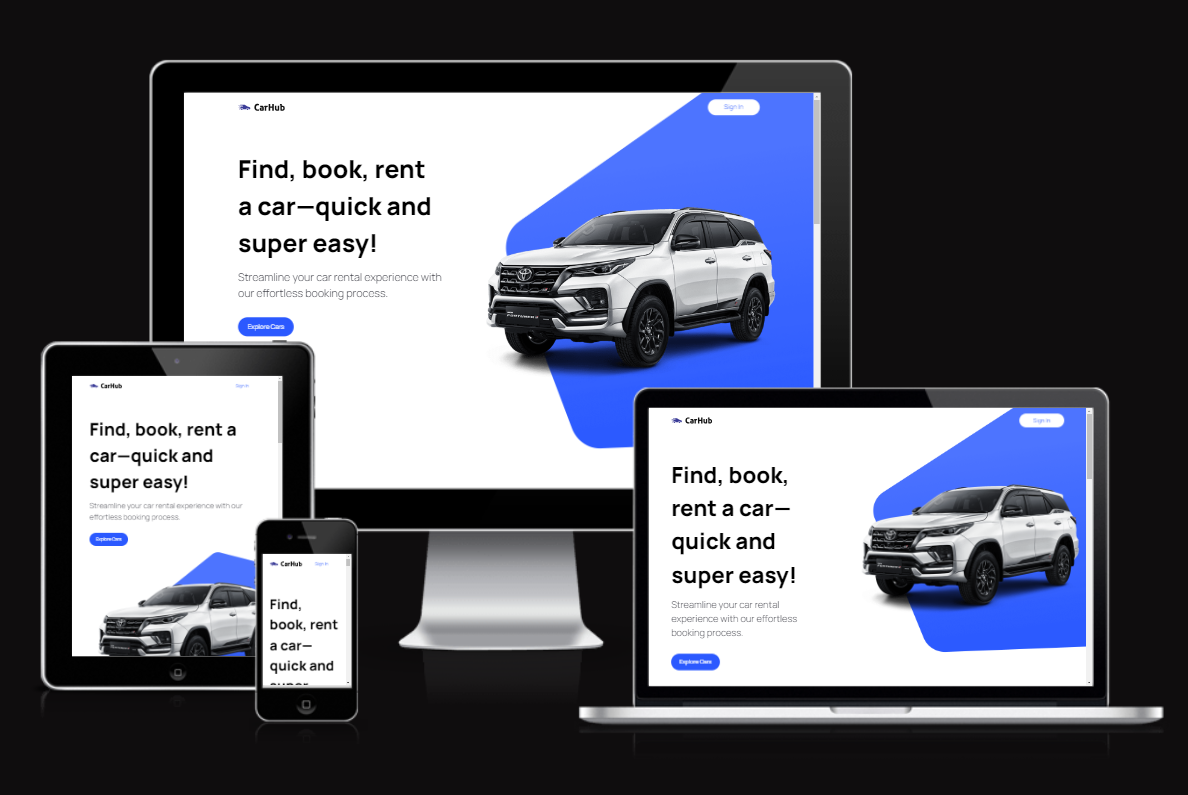 CarHub
Sign In
Find, book, rent
a car—quick and
super easy!
Streamline your car rental experience with
our effortless booking process.
Explore Cars
CarHub
Sign In
Find, book, rent a
car—quick and
super easy!
Streamline your car rental experience with our
effortless booking process.
Explore Cars
CarHub
Sign In
Find,
book, rent
a car—
quick and
super
CarHub
Sign In
Find, book,
rent a car—
quick and
super easy!
Streamline your car rental
experience with our effortless
booking process.
Explore Cars